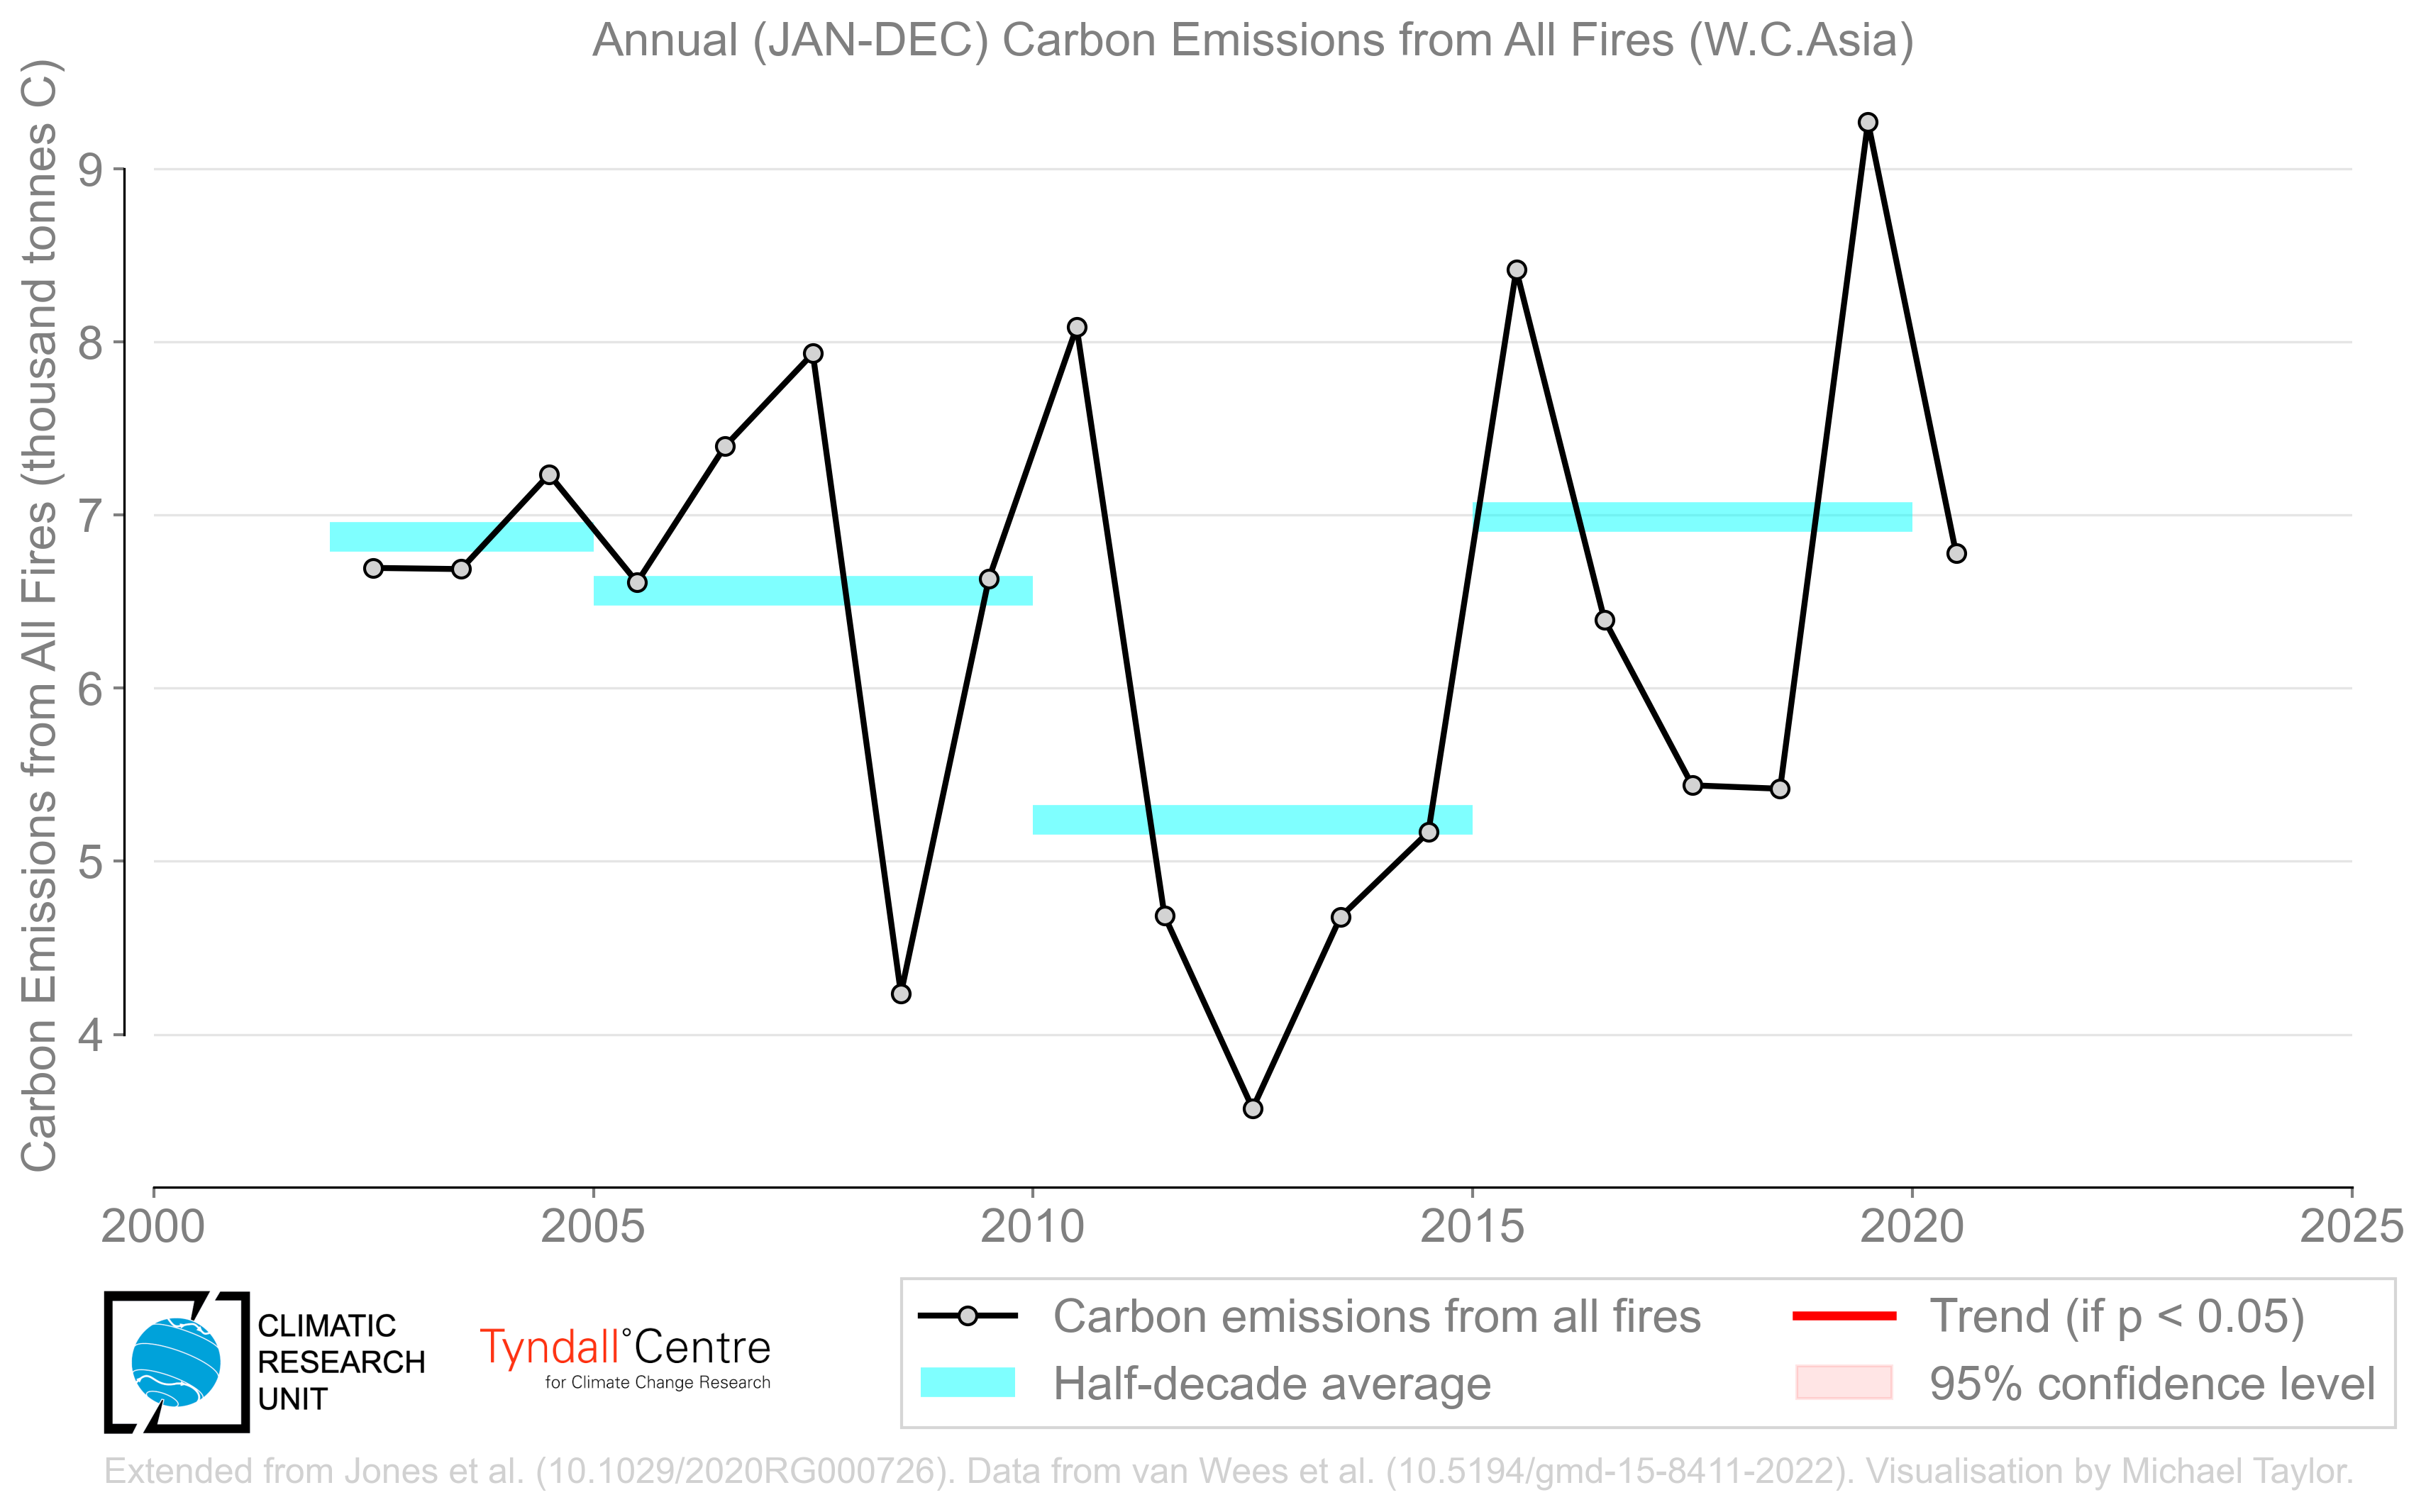 Annual (JAN-DEC) Carbon Emissions from All Fires (W.C.Asia)
Carbon Emissions from All Fires (thousand tonnes C)
9
8
7
6
5
4
2000
2005
2010
2015
2020
2025
CLIMATIC
RESEARCH
UNIT
Tyndall°Centre
for Climate Change Research
Carbon emissions from all fires
Half-decade average
Trend (if p < 0.05)
95% confidence level
Extended from Jones et al. (10.1029/2020RG000726). Data from van Wees et al. (10.5194/gmd-15-8411-2022). Visualisation by Michael Taylor.